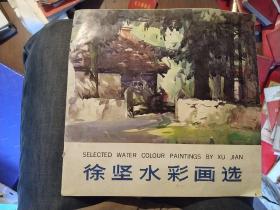 SELECTED WATER COLOUR PAINTINGS BY XU JIAN
徐坚水彩画选